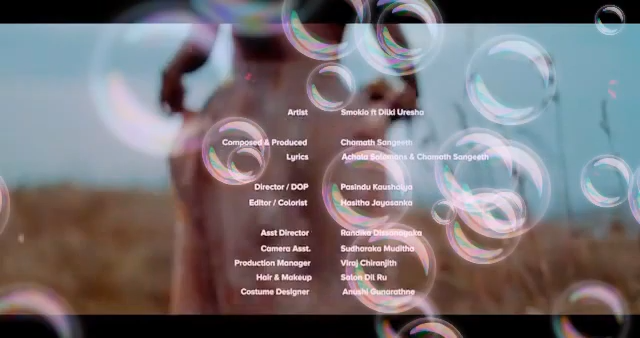 Artist Smokio ft Dilki Uresha
Composed & Produced Chamath Sangeeth
Lyrics Achala Solomons & Chamath Sangeeth
Director / DOP Pasindu Kaushalya
Editor / Colorist Hasitha Jayasanka
Asst Director Randika Dissanayaka
Camera Asst. Sudharaka Muditha
Production Manager Viraj Chiranjith
Hair & Makeup Salon Dil Ru
Costume Designer Anushi Gunarathne